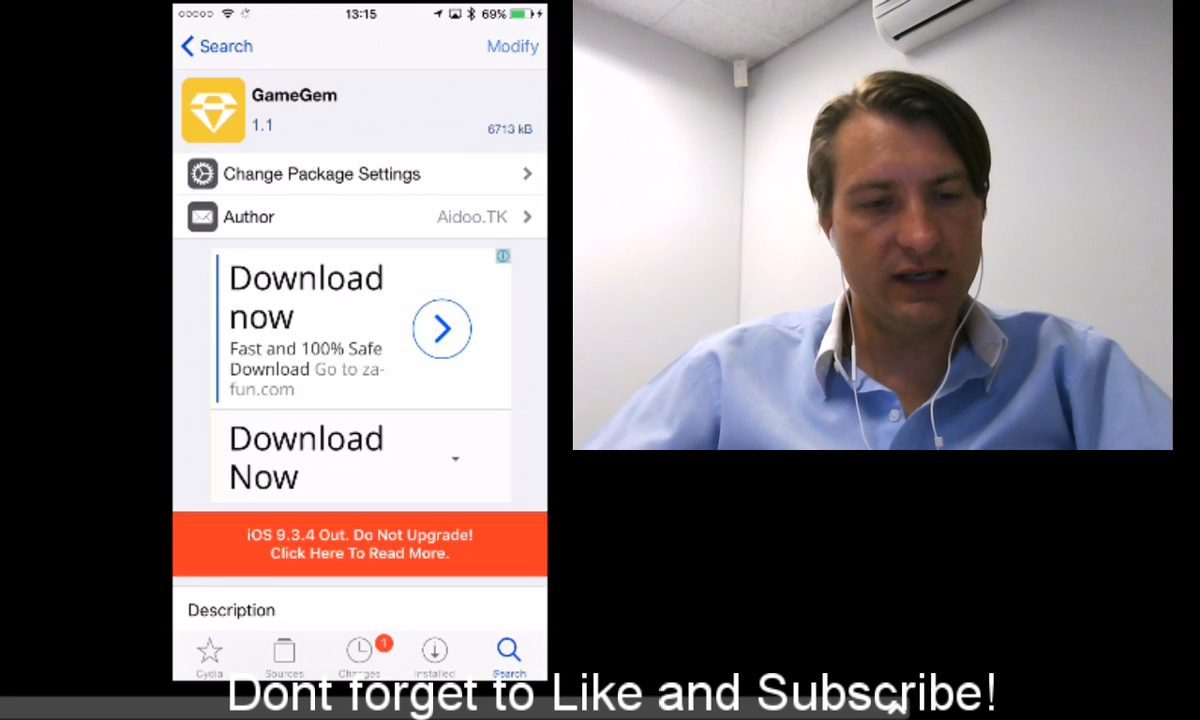 13:15
69%
Search
Modify
GameGem
1.1
6713 kB
Change Package Settings
Author
Aidoo.TK
Download
now
Fast and 100% Safe
Download Go to za-
fun.com
Download
Now
iOS 9.3.4 Out. Do Not Upgrade!
Click Here To Read More.
Description
1
Cydia
Sources
Changes
Installed
Search
Dont forget to Like and Subscribe!